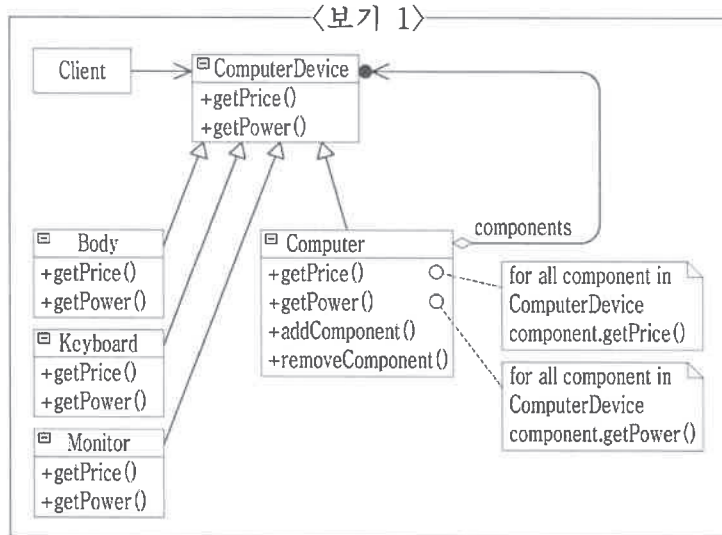 〈보기 1〉
Client
ComputerDevice
+getPrice()
+getPower()
components
Body
+getPrice()
+getPower()
Computer
+getPrice()
+getPower()
+addComponent()
+removeComponent()
for all component in
ComputerDevice
component.getPrice()
Keyboard
+getPrice()
+getPower()
for all component in
ComputerDevice
component.getPower()
Monitor
+getPrice()
+getPower()